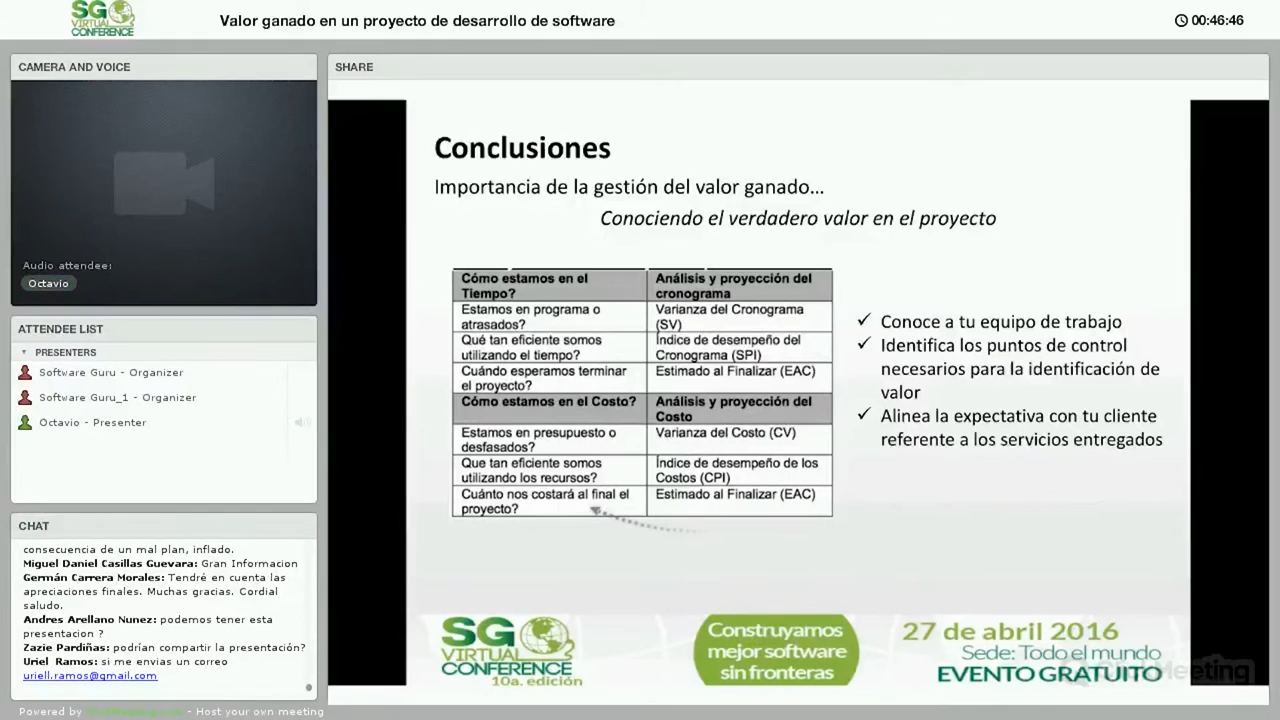 SG
VIRTUAL
CONFERENCE
Valor ganado en un proyecto de desarrollo de software
00:46:46
CAMERA AND VOICE
Audio attendee:
Octavio
ATTENDEE LIST
PRESENTERS
Software Guru - Organizer
Software Guru_1 - Organizer
Octavio - Presenter
CHAT
consecuencia de un mal plan, inflado.
Miguel Daniel Casillas Guevara: Gran Informacion
Germán Carrera Morales: Tendré en cuenta las
apreciaciones finales. Muchas gracias. Cordial
saludo.
Andres Arellano Nunez: podemos tener esta
presentacion ?
Zazie Pardiñas: podrían compartir la presentación?
Uriel Ramos: si me envias un correo
uriell.ramos@gmail.com
Powered by ClickMeeting.com - Host your own meeting
SHARE
Conclusiones
Importancia de la gestión del valor ganado...
Conociendo el verdadero valor en el proyecto
Cómo estamos en el Tiempo? Análisis y proyección del cronograma
Estamos en programa o atrasados? Varianza del Cronograma (SV)
Qué tan eficiente somos utilizando el tiempo? Índice de desempeño del Cronograma (SPI)
Cuándo esperamos terminar el proyecto? Estimado al Finalizar (EAC)
Cómo estamos en el Costo? Análisis y proyección del Costo
Estamos en presupuesto o desfasados? Varianza del Costo (CV)
Que tan eficiente somos utilizando los recursos? Índice de desempeño de los Costos (CPI)
Cuánto nos costará al final el proyecto? Estimado al Finalizar (EAC)
✓ Conoce a tu equipo de trabajo
✓ Identifica los puntos de control
necesarios para la identificación de
valor
✓ Alinea la expectativa con tu cliente
referente a los servicios entregados
SG
VIRTUAL
CONFERENCE
10a. edición
Construyamos
mejor software
sin fronteras
27 de abril 2016
Sede: Todo el mundo
EVENTO GRATUITO
ClickMeeting